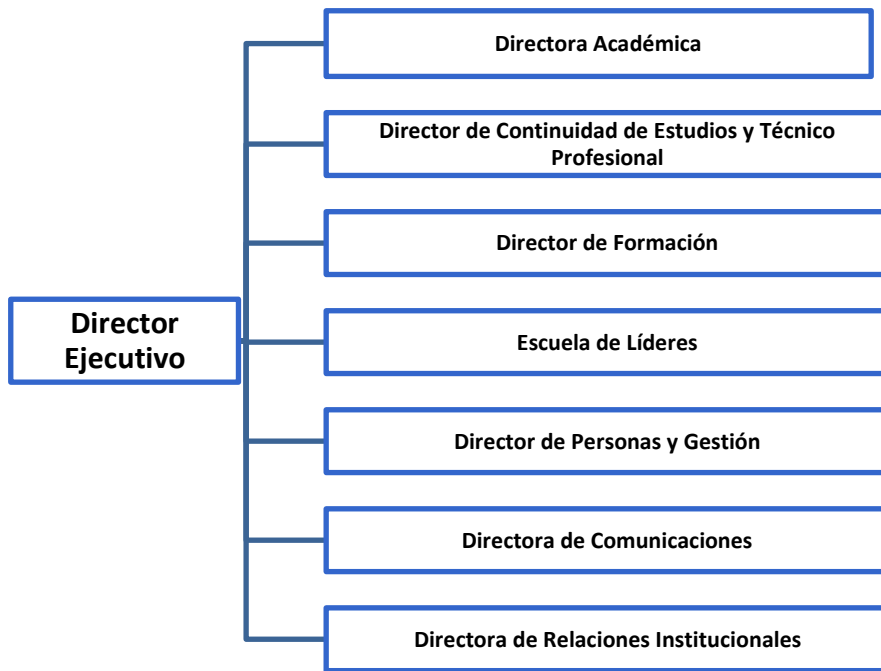 Directora Académica
Director de Continuidad de Estudios y Técnico
Profesional
Director de Formación
Director
Ejecutivo
Escuela de Líderes
Director de Personas y Gestión
Directora de Comunicaciones
Directora de Relaciones Institucionales